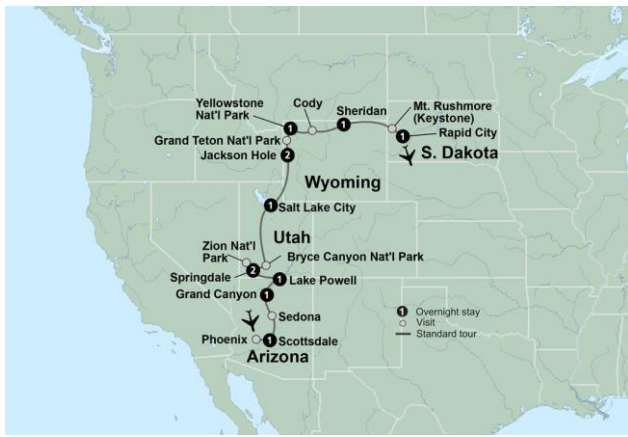 Yellowstone
Nat'l Park
Cody
Sheridan
Mt. Rushmore
(Keystone)
1
1
1
Rapid City
Grand Teton Nat'l Park
Jackson Hole
2
S. Dakota
Wyoming
1
Salt Lake City
Utah
Zion Nat'l
Park
Bryce Canyon Nat'l Park
Springdale
2
1
Lake Powell
Grand Canyon
1
Sedona
Phoenix
1
Scottsdale
Arizona
1 Overnight stay
Visit
Standard tour